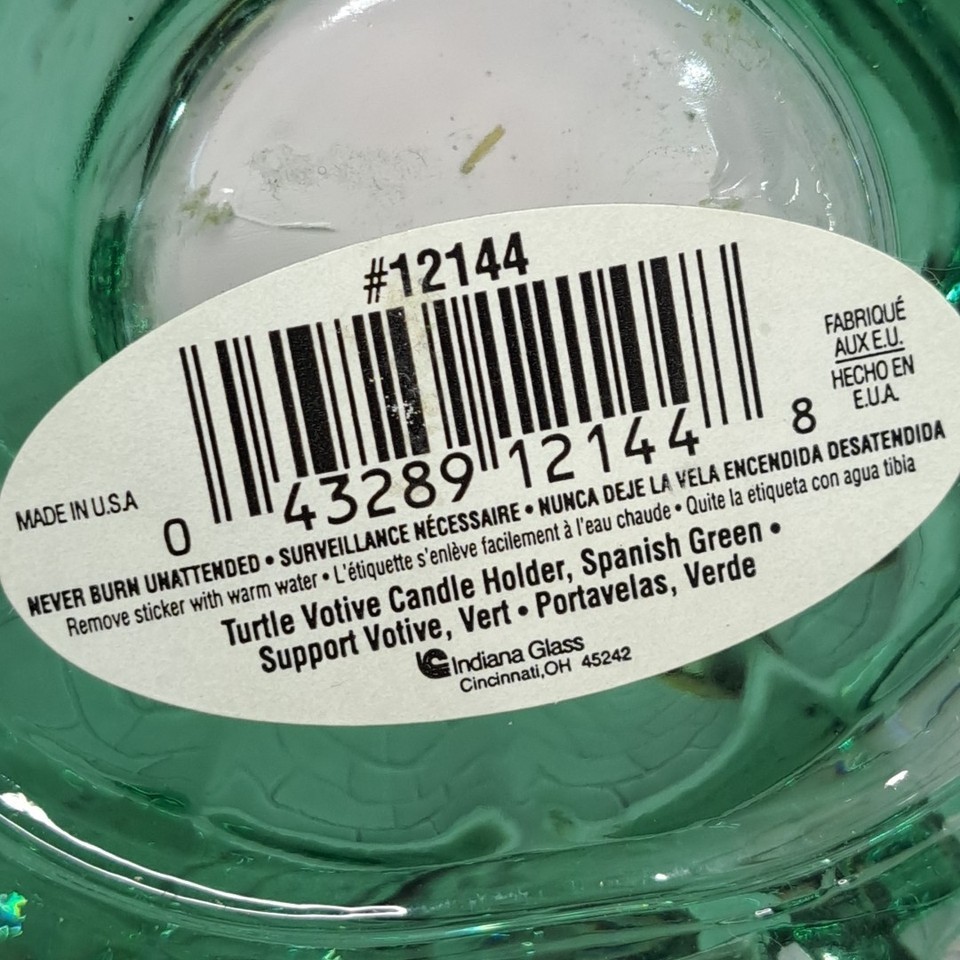 #12144
0 43289 12144 8
MADE IN U.S.A
FABRIQUÉ
AUX E.U.
HECHO EN
E.U.A.
NEVER BURN UNATTENDED • SURVEILLANCE NÉCESSAIRE • NUNCA DEJE LA VELA ENCENDIDA DESATENDIDA
Remove sticker with warm water • L'étiquette s'enlève facilement à l'eau chaude • Quite la etiqueta con agua tibia
Turtle Votive Candle Holder, Spanish Green •
Support Votive, Vert • Portavelas, Verde
Indiana Glass
Cincinnati,OH 45242